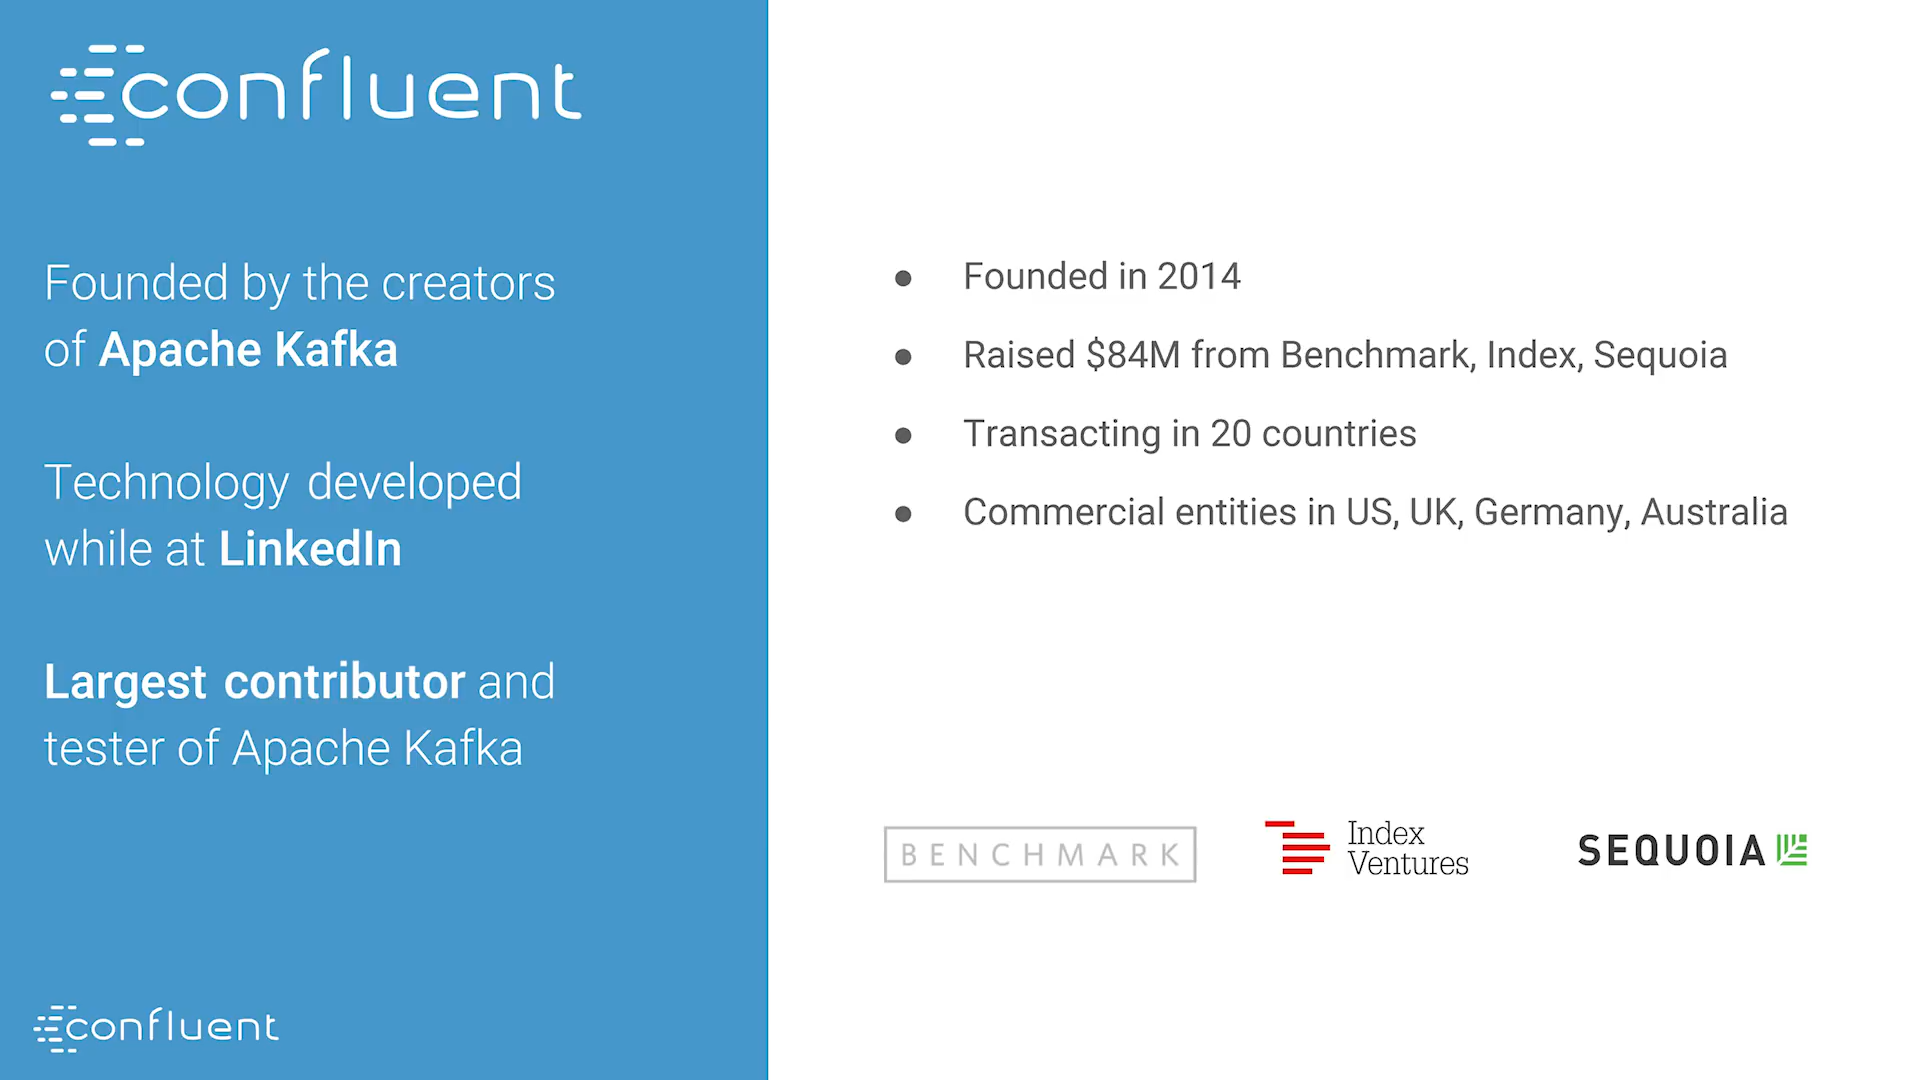 confluent
Founded by the creators
of Apache Kafka
Technology developed
while at LinkedIn
Largest contributor and
tester of Apache Kafka
confluent
● Founded in 2014
● Raised $84M from Benchmark, Index, Sequoia
● Transacting in 20 countries
● Commercial entities in US, UK, Germany, Australia
BENCHMARK
Index
Ventures
SEQUOIA